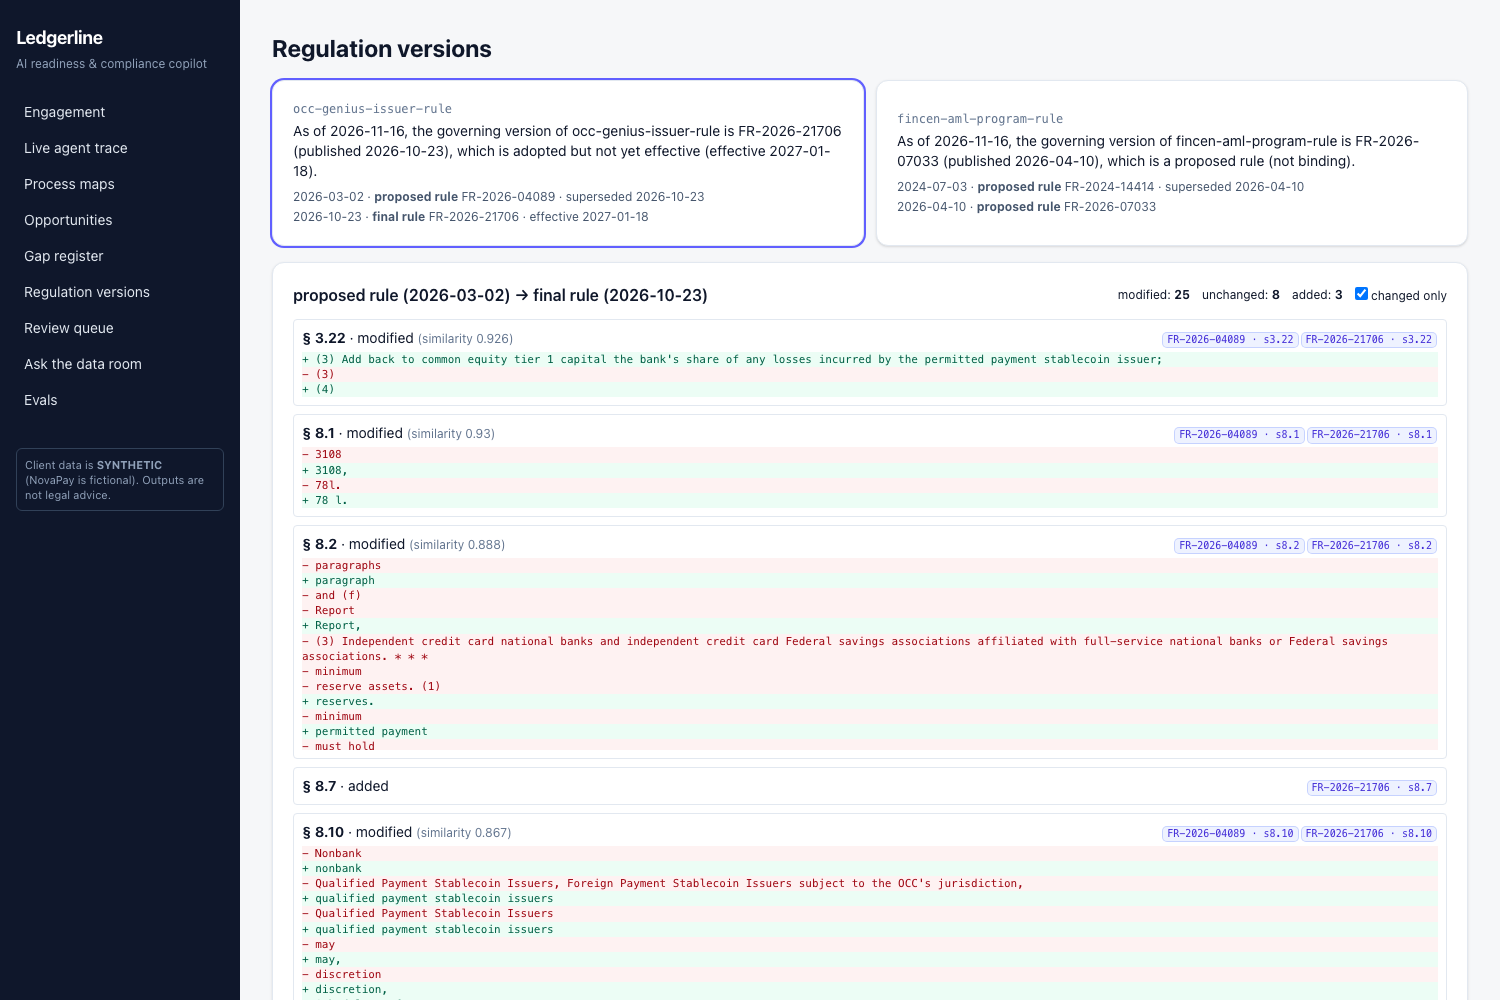 Ledgerline
AI readiness & compliance copilot
Engagement
Live agent trace
Process maps
Opportunities
Gap register
Regulation versions
Review queue
Ask the data room
Evals
Client data is SYNTHETIC
(NovaPay is fictional). Outputs are
not legal advice.
Regulation versions
occ-genius-issuer-rule
As of 2026-11-16, the governing version of occ-genius-issuer-rule is FR-2026-21706
(published 2026-10-23), which is adopted but not yet effective (effective 2027-01-
18).
2026-03-02 · proposed rule FR-2026-04089 · superseded 2026-10-23
2026-10-23 · final rule FR-2026-21706 · effective 2027-01-18
fincen-aml-program-rule
As of 2026-11-16, the governing version of fincen-aml-program-rule is FR-2026-
07033 (published 2026-04-10), which is a proposed rule (not binding).
2024-07-03 · proposed rule FR-2024-14414 · superseded 2026-04-10
2026-04-10 · proposed rule FR-2026-07033
proposed rule (2026-03-02) → final rule (2026-10-23)
modified: 25 unchanged: 8 added: 3 changed only
§ 3.22 · modified (similarity 0.926)
FR-2026-04089 · s3.22 FR-2026-21706 · s3.22
+ (3) Add back to common equity tier 1 capital the bank's share of any losses incurred by the permitted payment stablecoin issuer;
− (3)
+ (4)
§ 8.1 · modified (similarity 0.93)
FR-2026-04089 · s8.1 FR-2026-21706 · s8.1
− 3108
+ 3108,
− 78l.
+ 78 l.
§ 8.2 · modified (similarity 0.888)
FR-2026-04089 · s8.2 FR-2026-21706 · s8.2
− paragraphs
+ paragraph
− and (f)
− Report
+ Report,
− (3) Independent credit card national banks and independent credit card Federal savings associations affiliated with full-service national banks or Federal savings
associations. * * *
− minimum
− reserve assets. (1)
+ reserves.
− minimum
+ permitted payment
− must hold
§ 8.7 · added
FR-2026-21706 · s8.7
§ 8.10 · modified (similarity 0.867)
FR-2026-04089 · s8.10 FR-2026-21706 · s8.10
− Nonbank
+ nonbank
− Qualified Payment Stablecoin Issuers, Foreign Payment Stablecoin Issuers subject to the OCC's jurisdiction,
+ qualified payment stablecoin issuers
− Qualified Payment Stablecoin Issuers
+ qualified payment stablecoin issuers
− may
+ may,
− discretion
+ discretion,